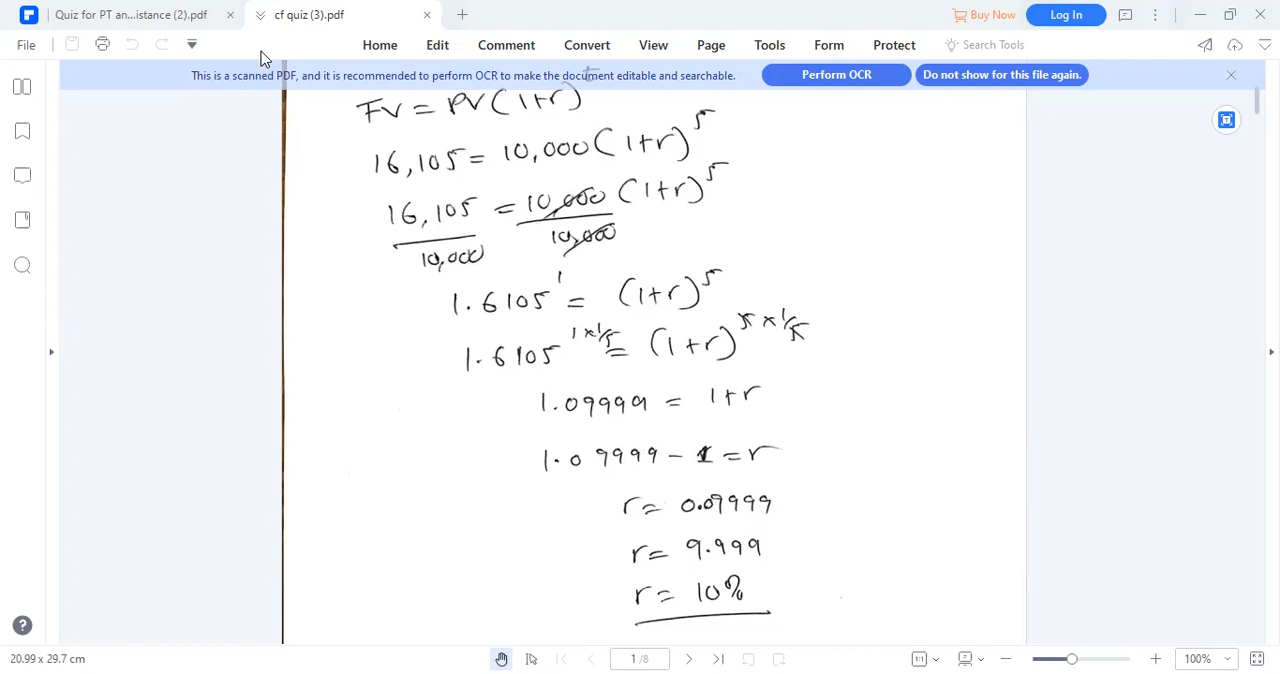 Quiz for PT an...istance (2).pdf
cf quiz (3).pdf
Buy Now
Log In
File
Home
Edit
Comment
Convert
View
Page
Tools
Form
Protect
Search Tools
This is a scanned PDF, and it is recommended to perform OCR to make the document editable and searchable.
Perform OCR
Do not show for this file again.
FV = PV(1+r)^t
16,105 = 10,000(1+r)^5
16,105/10,000 = 10,000/10,000 (1+r)^5
1.6105^1 = (1+r)^5
1.6105^(1×1/5) = (1+r)^(5×1/5)
1.09999 = 1+r
1.09999 - 1 = r
r = 0.09999
r = 9.999
r = 10%
20.99 x 29.7 cm
1 /8
1:1
100%